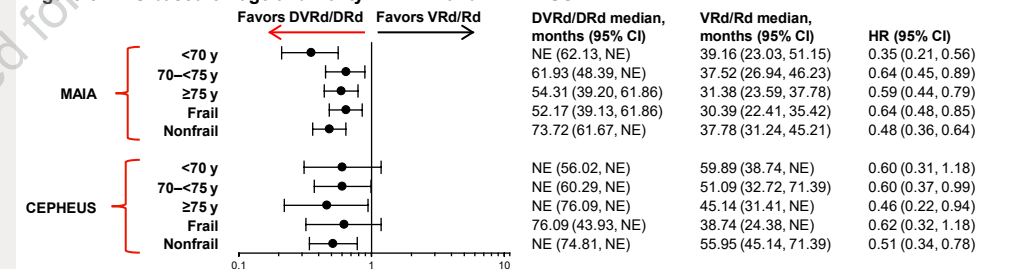 Favors DVRd/DRd Favors VRd/Rd DVRd/DRd median, months (95% CI) VRd/Rd median, months (95% CI) HR (95% CI)
MAIA
<70 y NE (62.13, NE) 39.16 (23.03, 51.15) 0.35 (0.21, 0.56)
70–<75 y 61.93 (48.39, NE) 37.52 (26.94, 46.23) 0.64 (0.45, 0.89)
≥75 y 54.31 (39.20, 61.86) 31.38 (23.59, 37.78) 0.59 (0.44, 0.79)
Frail 52.17 (39.13, 61.86) 30.39 (22.41, 35.42) 0.64 (0.48, 0.85)
Nonfrail 73.72 (61.67, NE) 37.78 (31.24, 45.21) 0.48 (0.36, 0.64)
CEPHEUS
<70 y NE (56.02, NE) 59.89 (38.74, NE) 0.60 (0.31, 1.18)
70–<75 y NE (60.29, NE) 51.09 (32.72, 71.39) 0.60 (0.37, 0.99)
≥75 y NE (76.09, NE) 45.14 (31.41, NE) 0.46 (0.22, 0.94)
Frail 76.09 (43.93, NE) 38.74 (24.38, NE) 0.62 (0.32, 1.18)
Nonfrail NE (74.81, NE) 55.95 (45.14, 71.39) 0.51 (0.34, 0.78)
0.1 1 10